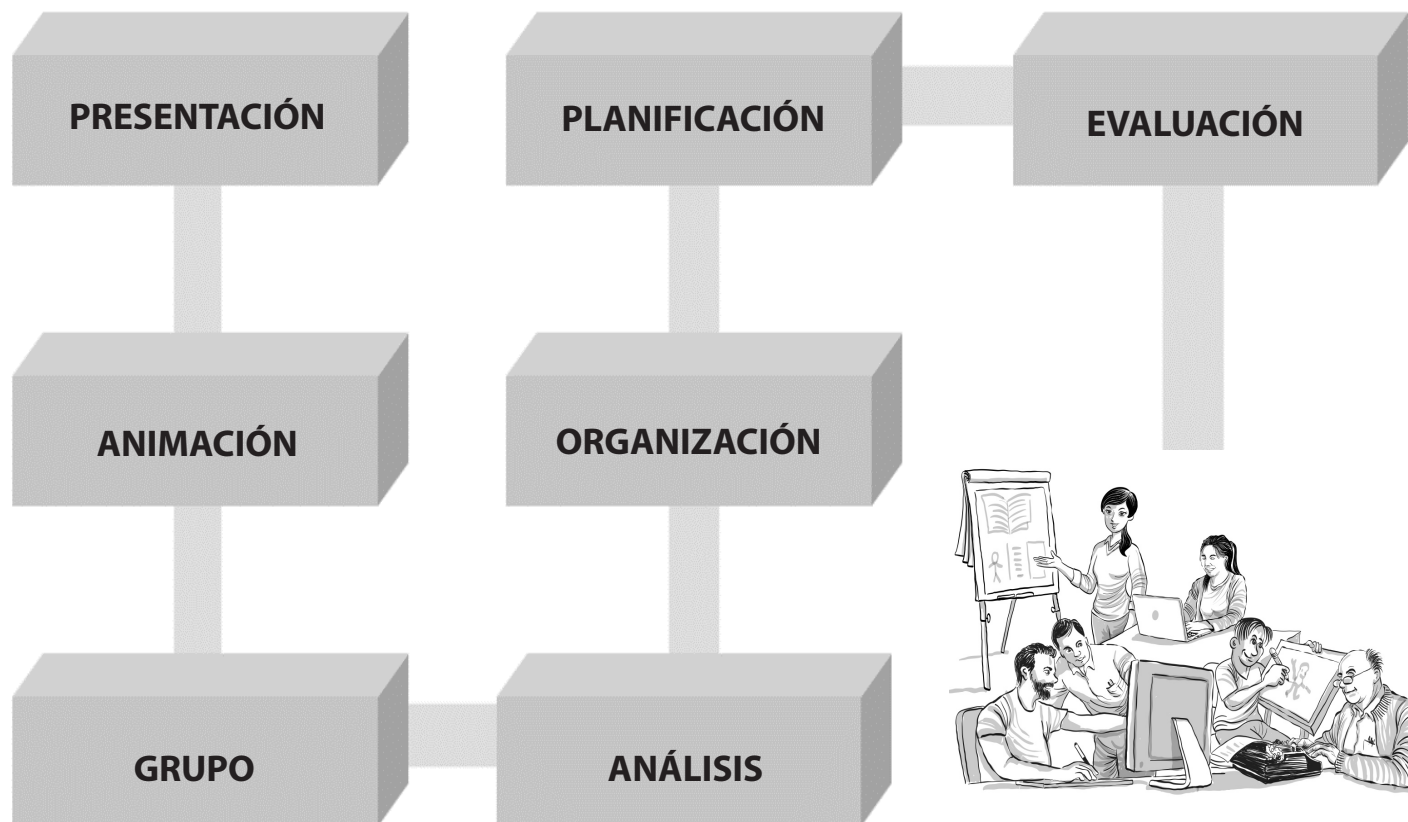 PRESENTACIÓN
ANIMACIÓN
GRUPO
ANÁLISIS
ORGANIZACIÓN
PLANIFICACIÓN
EVALUACIÓN